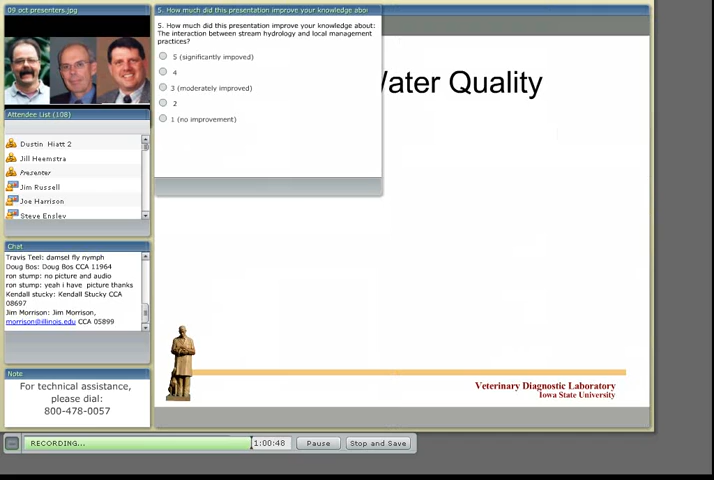 09 oct presenters.jpg
5. How much did this presentation improve your knowledge abo
5. How much did this presentation improve your knowledge about:
The interaction between stream hydrology and local management
practices?
5 (significantly impoved)
4
3 (moderately improved)
2
1 (no improvement)
Water Quality
Attendee List (108)
Dustin Hiatt 2
Jill Heemstra
Presenter
Jim Russell
Joe Harrison
Steve Ensley
Chat
Travis Teel: damsel fly nymph
Doug Bos: Doug Bos CCA 11964
ron stump: no picture and audio
ron stump: yeah i have picture thanks
Kendall stucky: Kendall Stucky CCA
08697
Jim Morrison: Jim Morrison,
morrison@illinois.edu CCA 05899
Note
For technical assistance,
please dial:
800-478-0057
Veterinary Diagnostic Laboratory
Iowa State University
RECORDING...
1:00:48
Pause
Stop and Save